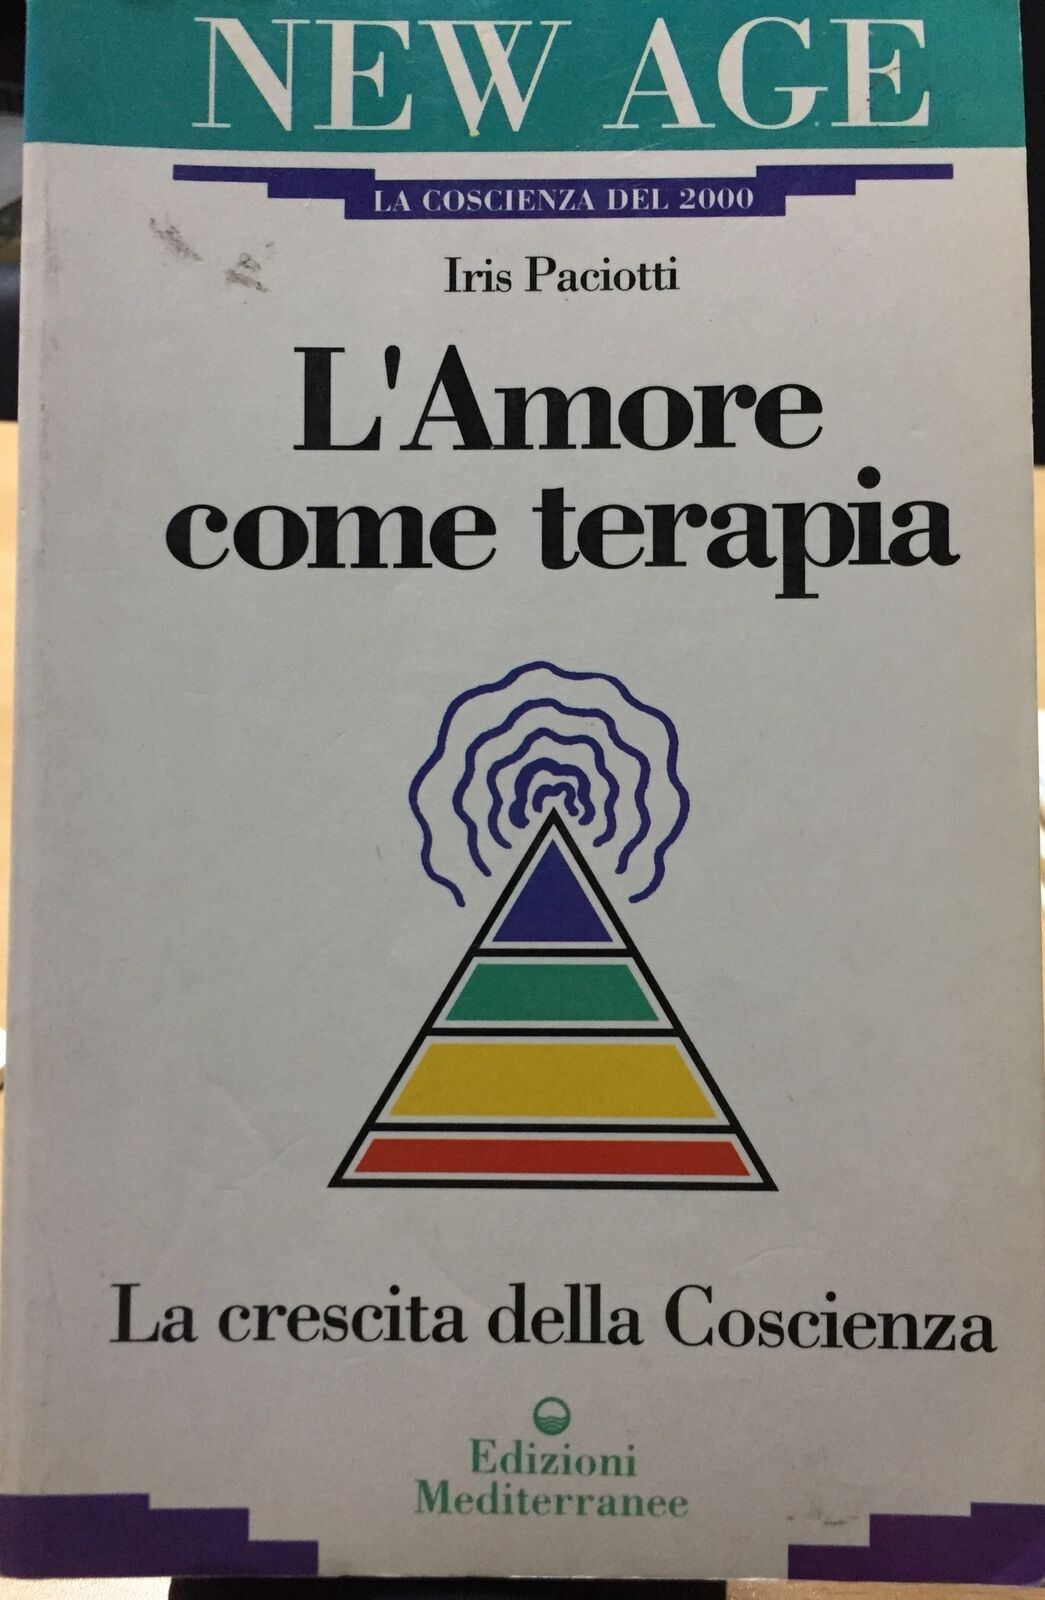 NEW AGE
LA COSCIENZA DEL 2000
Iris Paciotti
L'Amore
come terapia
La crescita della Coscienza
Edizioni
Mediterranee